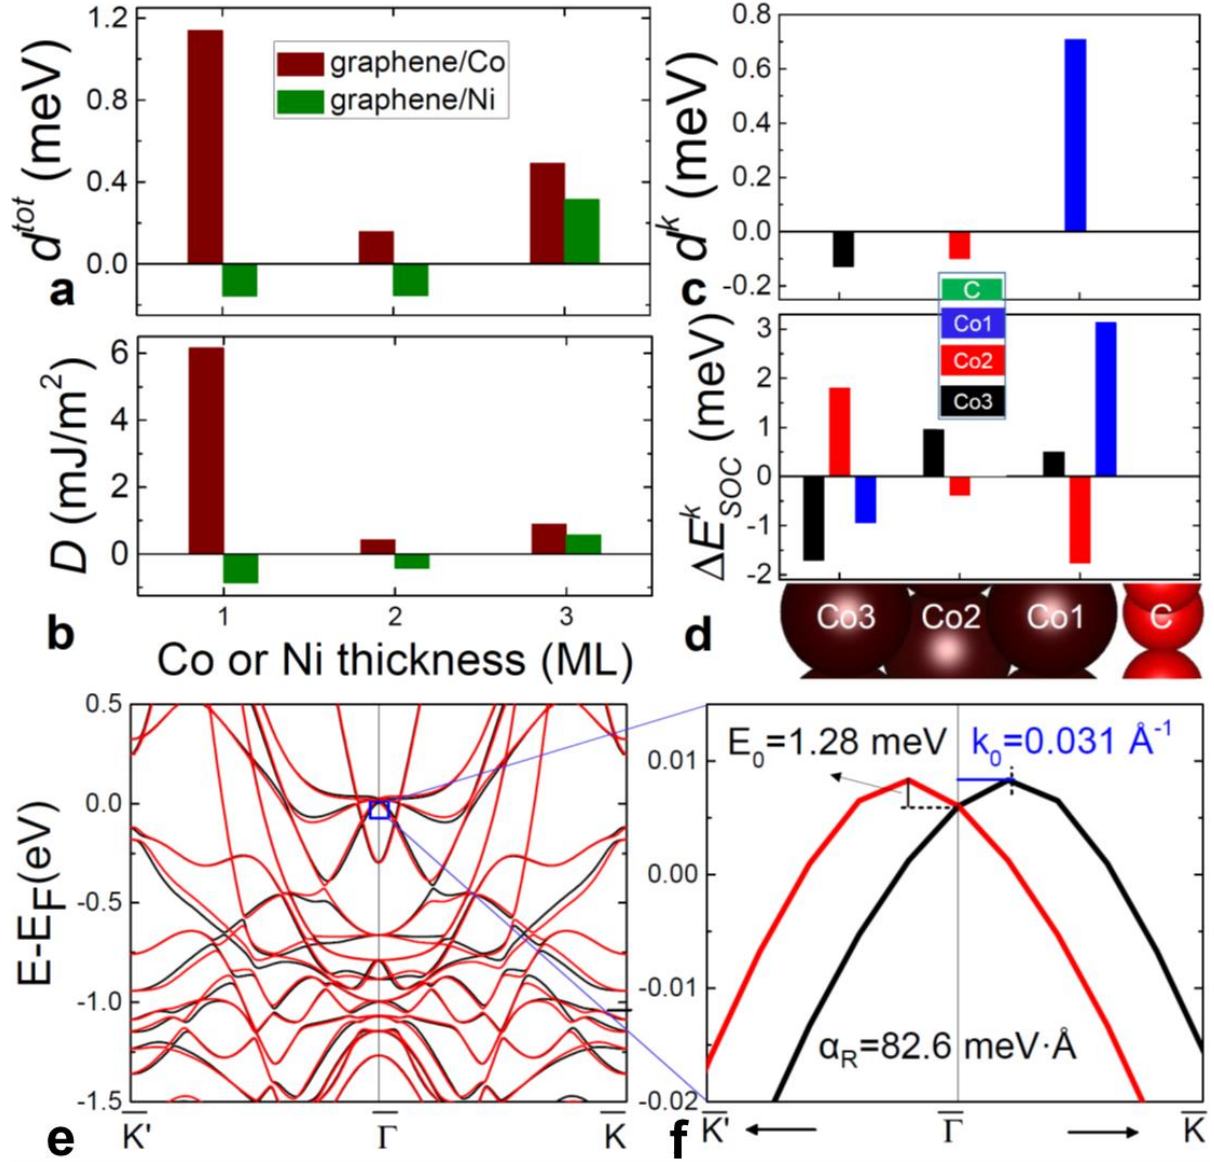 1.2
0.8
0.4
0.0
d^tot (meV)
graphene/Co
graphene/Ni
a
6
4
2
0
D (mJ/m²)
1 2 3
b
Co or Ni thickness (ML)
0.8
0.6
0.4
0.2
0.0
-0.2
d^k (meV)
c
C
Co1
Co2
Co3
3
2
1
0
-1
-2
ΔE^k_SOC (meV)
d
Co3 Co2 Co1 C
0.5
0.0
-0.5
-1.0
-1.5
E-E_F(eV)
K̅' Γ̅ K̅
e
E₀=1.28 meV
k₀=0.031 Å⁻¹
0.01
0.00
-0.01
-0.02
α_R=82.6 meV·Å
K̅' Γ̅ K̅
f